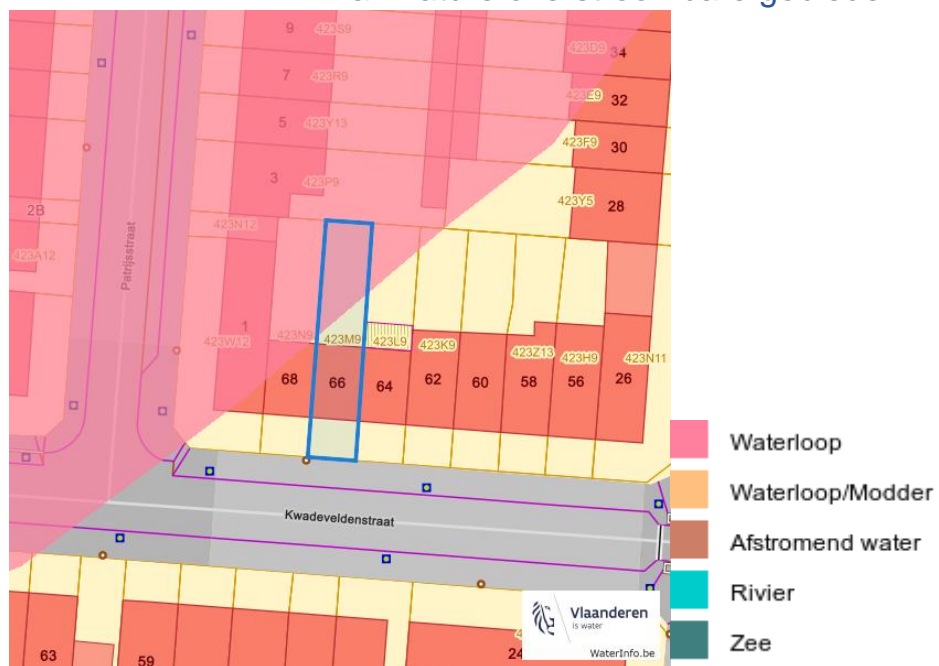 9 423S9
423D9 34
7 423R9
423E9 32
5 423Y13
423F9 30
3 423P9
423Y5 28
2B
423N12
423A12
Patrijsstraat
1
423W12 423N9 423M9 423L9 423K9 423Z13 423H9 423N11
68 66 64 62 60 58 56 26
Kwadeveldenstraat
63
59
24
Vlaanderen
is water
WaterInfo.be
Waterloop
Waterloop/Modder
Afstromend water
Rivier
Zee